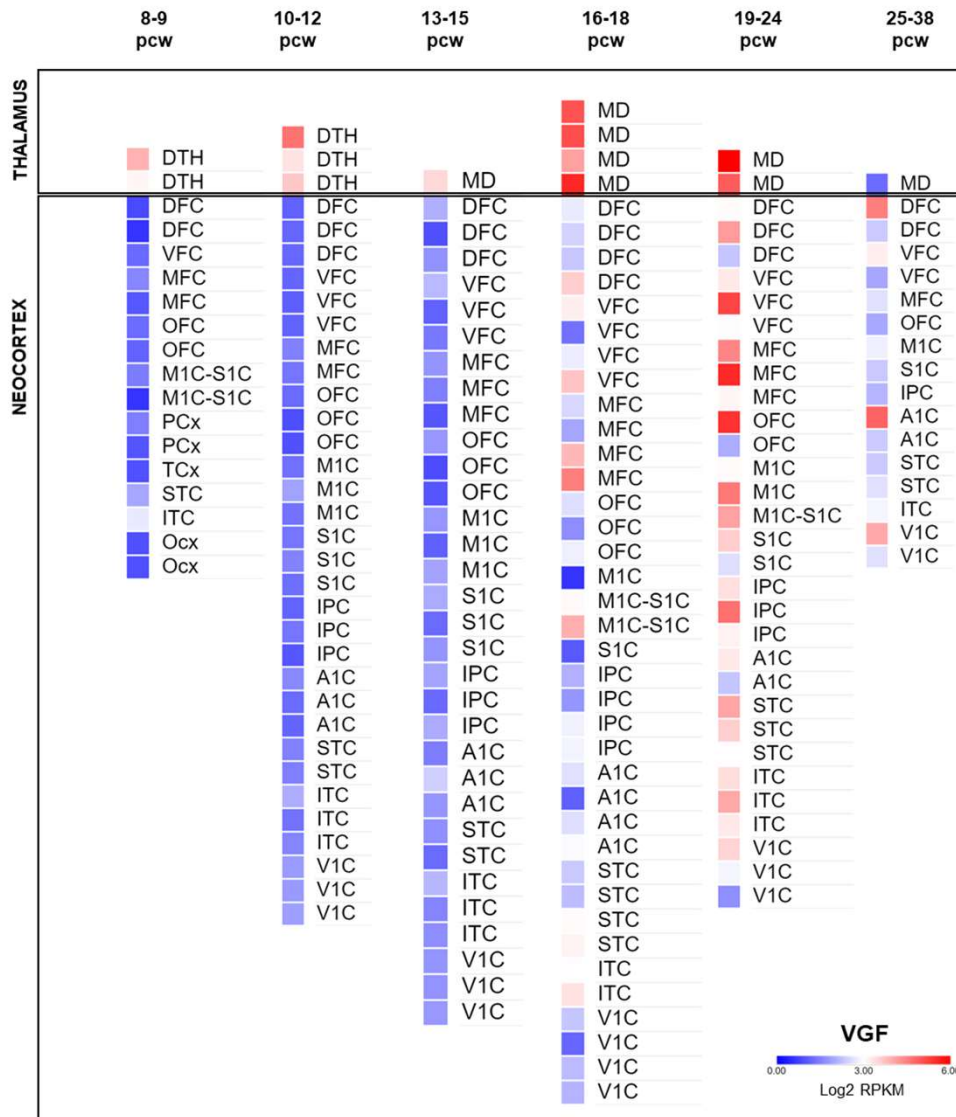 8-9 pcw
10-12 pcw
13-15 pcw
16-18 pcw
19-24 pcw
25-38 pcw
THALAMUS
DTH
DTH
DTH
DTH
DTH
MD
MD
MD
MD
MD
MD
MD
MD
NEOCORTEX
DFC
DFC
VFC
MFC
MFC
OFC
OFC
M1C-S1C
M1C-S1C
PCx
PCx
TCx
STC
ITC
Ocx
Ocx
DFC
DFC
DFC
VFC
VFC
VFC
MFC
MFC
OFC
OFC
OFC
M1C
M1C
M1C
S1C
S1C
S1C
IPC
IPC
IPC
A1C
A1C
A1C
STC
STC
ITC
ITC
ITC
V1C
V1C
V1C
DFC
DFC
DFC
VFC
VFC
VFC
MFC
MFC
MFC
OFC
OFC
OFC
M1C
M1C
M1C
S1C
S1C
S1C
IPC
IPC
IPC
A1C
A1C
A1C
STC
STC
ITC
ITC
ITC
V1C
V1C
V1C
DFC
DFC
DFC
DFC
VFC
VFC
VFC
VFC
MFC
MFC
MFC
MFC
OFC
OFC
OFC
M1C
M1C-S1C
M1C-S1C
S1C
IPC
IPC
IPC
IPC
A1C
A1C
A1C
A1C
STC
STC
STC
STC
ITC
ITC
V1C
V1C
V1C
V1C
DFC
DFC
DFC
VFC
VFC
VFC
MFC
MFC
MFC
OFC
OFC
M1C
M1C
M1C-S1C
S1C
S1C
IPC
IPC
IPC
A1C
A1C
STC
STC
STC
ITC
ITC
ITC
V1C
V1C
V1C
DFC
DFC
VFC
VFC
MFC
OFC
M1C
S1C
IPC
A1C
A1C
STC
STC
ITC
V1C
V1C
VGF
0.00 3.00 6.00
Log2 RPKM